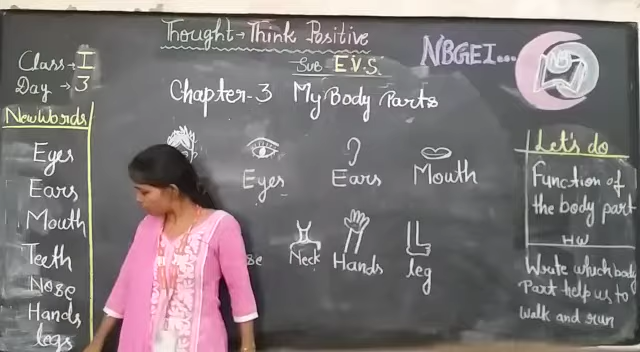 Thought → Think Positive
Class → I
Day → 3
Sub E.V.S.
NBGEI...
NB
Chapter-3 My Body Parts
New Words
Eyes
Ears
Mouth
Teeth
Nose
Hands
legs
Eyes
Ears
Mouth
Neck
Hands
leg
Let's do
Function of
the body part
HW
Write which body
Part help us to
walk and run